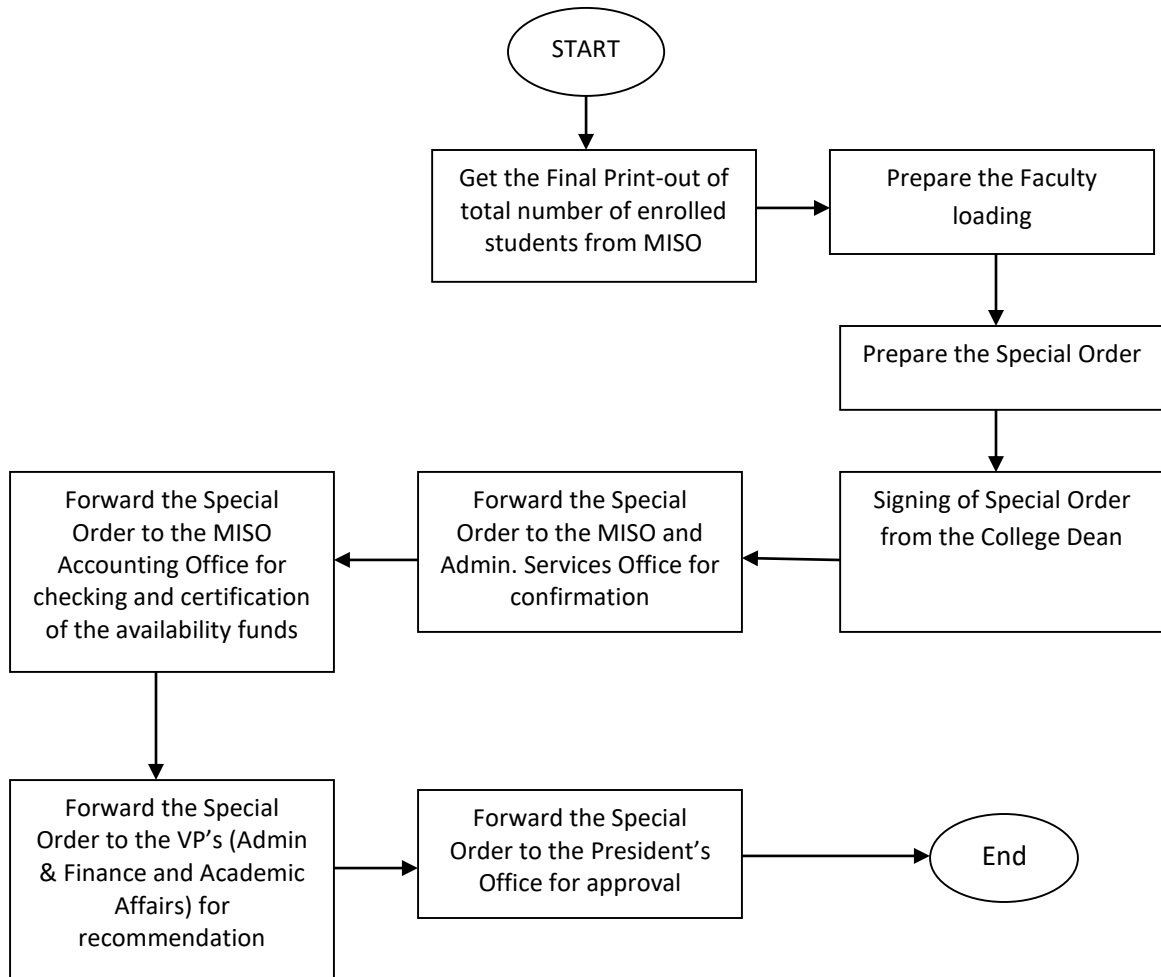 START
Get the Final Print-out of
total number of enrolled
students from MISO
Prepare the Faculty
loading
Prepare the Special Order
Signing of Special Order
from the College Dean
Forward the Special
Order to the MISO and
Admin. Services Office for
confirmation
Forward the Special
Order to the MISO
Accounting Office for
checking and certification
of the availability funds
Forward the Special
Order to the VP’s (Admin
& Finance and Academic
Affairs) for
recommendation
Forward the Special
Order to the President’s
Office for approval
End